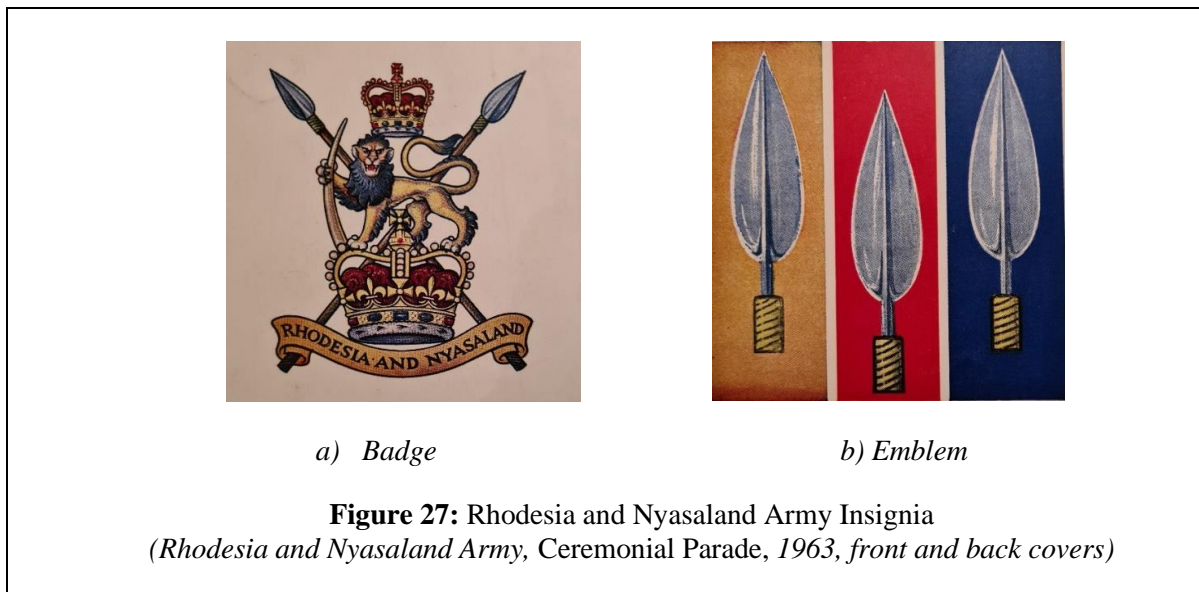 RHODESIA AND NYASALAND
a) Badge
b) Emblem
Figure 27: Rhodesia and Nyasaland Army Insignia
(Rhodesia and Nyasaland Army, Ceremonial Parade, 1963, front and back covers)